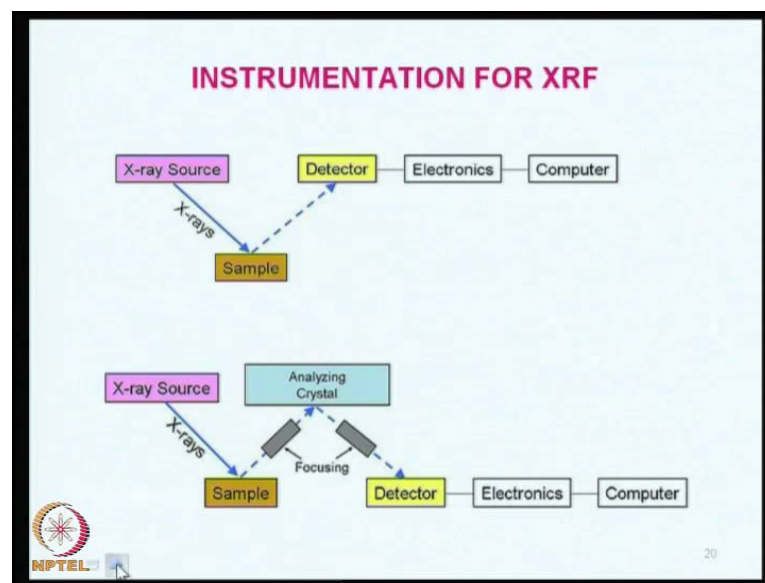 INSTRUMENTATION FOR XRF
X-ray Source
Detector
Electronics
Computer
X-rays
Sample
X-ray Source
Analyzing
Crystal
X-rays
Focusing
Sample
Detector
Electronics
Computer
NPTEL
20